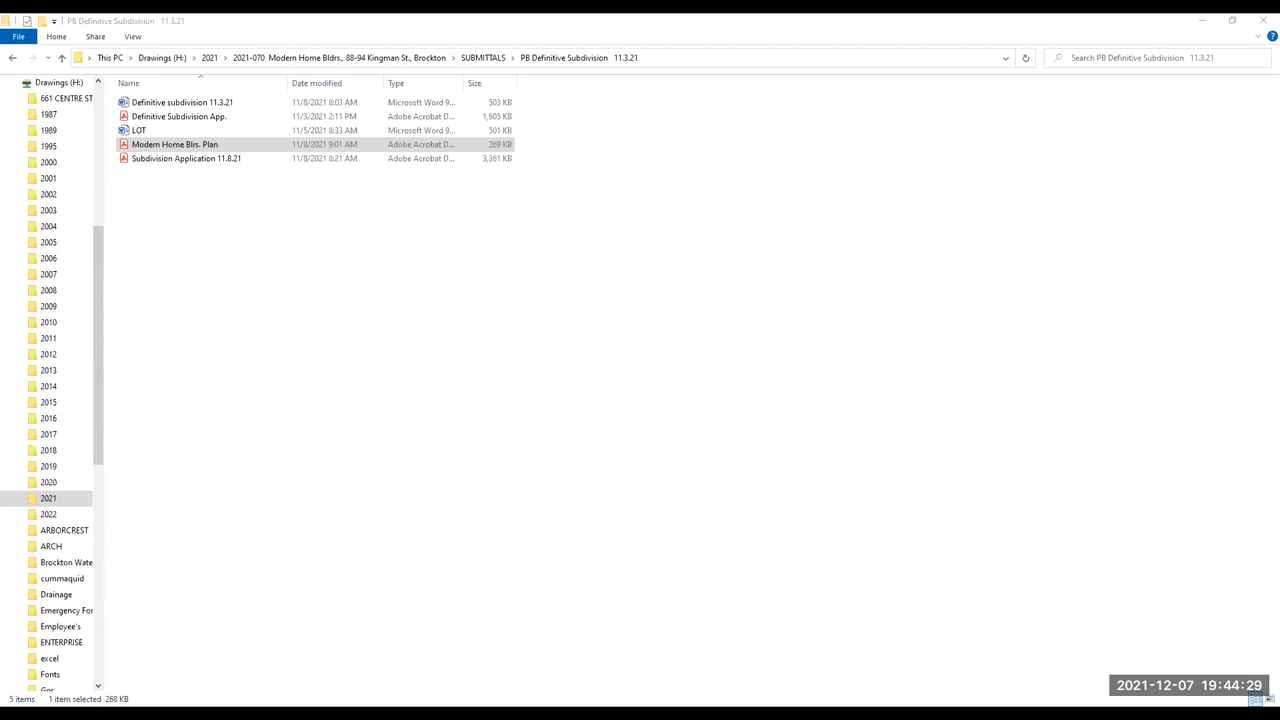 PB Definitive Subdivision 11.3.21
File Home Share View
This PC Drawings (H:) 2021 2021-070 Modern Home Bldrs., 88-94 Kingman St., Brockton SUBMITTALS PB Definitive Subdivision 11.3.21 Search PB Definitive Subdivision 11.3.21
Name Date modified Type Size
Definitive subdivision 11.3.21 11/8/2021 8:03 AM Microsoft Word 9... 503 KB
Definitive Subdivision App. 11/3/2021 2:11 PM Adobe Acrobat D... 1,605 KB
LOT 11/5/2021 8:33 AM Microsoft Word 9... 501 KB
Modern Home Blrs. Plan 11/8/2021 9:01 AM Adobe Acrobat D... 269 KB
Subdivision Application 11.8.21 11/8/2021 8:21 AM Adobe Acrobat D... 3,361 KB
Drawings (H:)
661 CENTRE ST
1987
1989
1995
2000
2001
2002
2003
2004
2005
2006
2007
2008
2009
2010
2011
2012
2013
2014
2015
2016
2017
2018
2019
2020
2021
2022
ARBORCREST
ARCH
Brockton Wate
cummaquid
Drainage
Emergency For
Employee's
ENTERPRISE
excel
Fonts
Gps
5 items 1 item selected 268 KB
2021-12-07 19:44:29